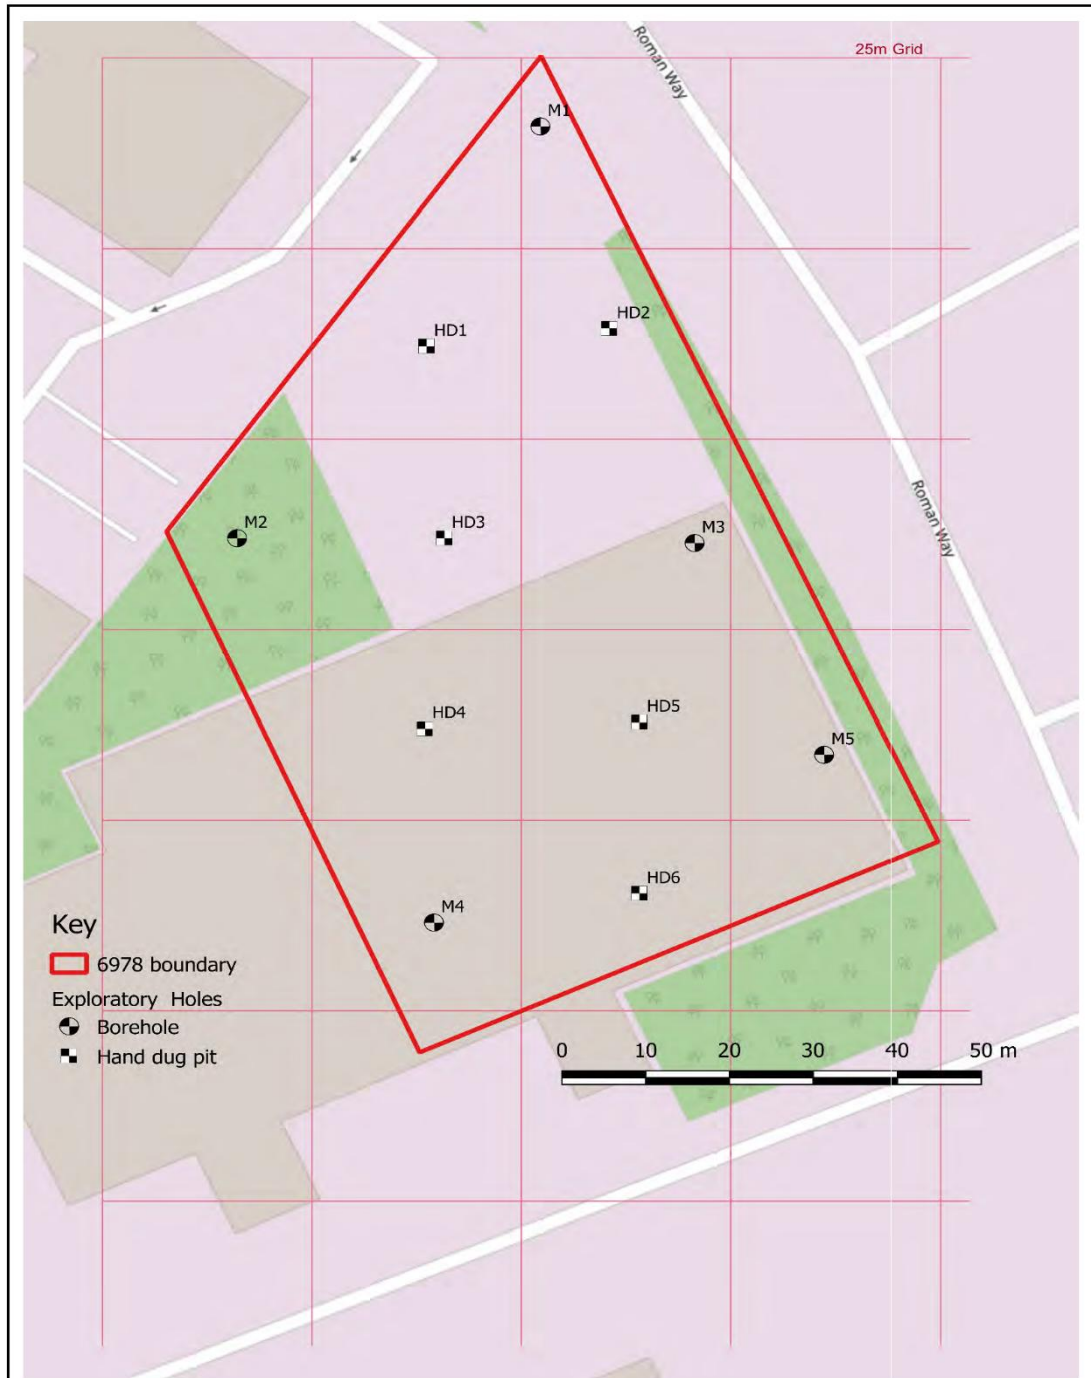 25m Grid
Roman Way
M1
HD2
HD1
Roman Way
M2
HD3
M3
HD4
HD5
M5
HD6
M4
Key
6978 boundary
Exploratory Holes
Borehole
Hand dug pit
0 10 20 30 40 50 m